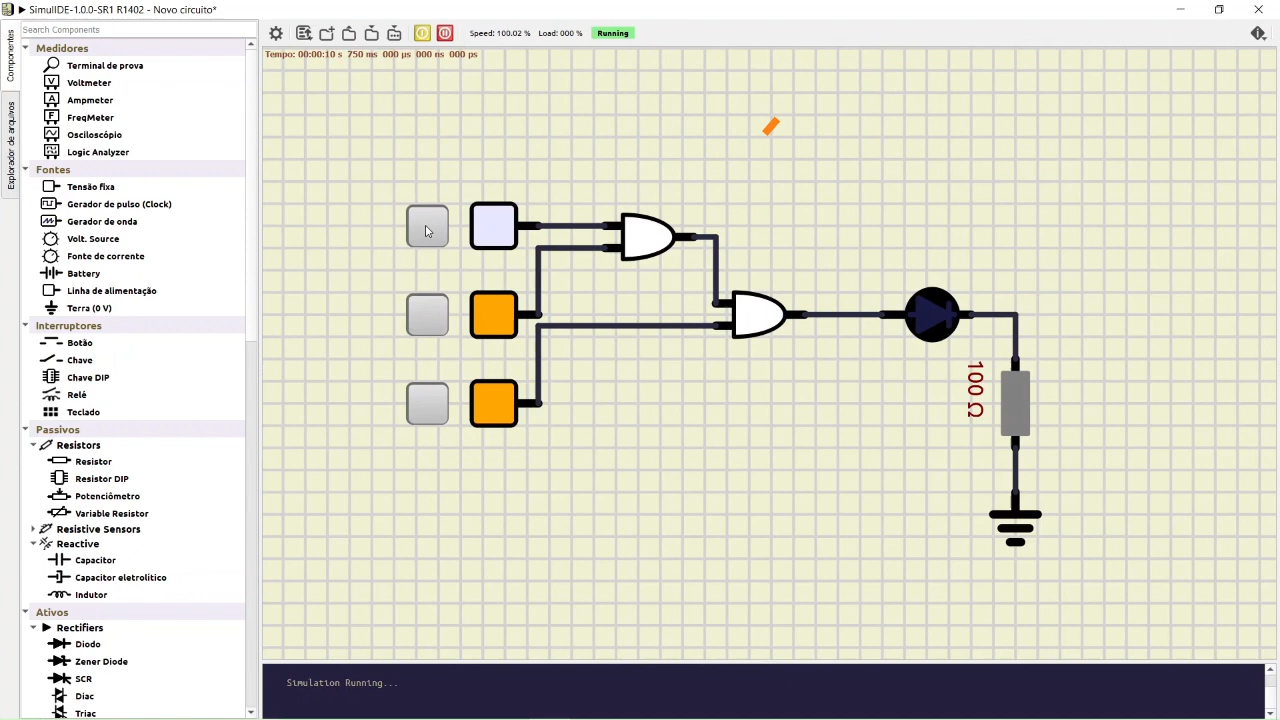 SimulIDE-1.0.0-SR1 R1402 - Novo circuito*
Componentes
Explorador de arquivos
Search Components
Medidores
Terminal de prova
Voltmeter
Ampmeter
FreqMeter
Osciloscópio
Logic Analyzer
Fontes
Tensão fixa
Gerador de pulso (Clock)
Gerador de onda
Volt. Source
Fonte de corrente
Battery
Linha de alimentação
Terra (0 V)
Interruptores
Botão
Chave
Chave DIP
Relé
Teclado
Passivos
Resistors
Resistor
Resistor DIP
Potenciômetro
Variable Resistor
Resistive Sensors
Reactive
Capacitor
Capacitor eletrolítico
Indutor
Ativos
Rectifiers
Diodo
Zener Diode
SCR
Diac
Triac
Speed: 100.02 % Load: 000 % Running
Tempo: 00:00:10 s 750 ms 000 µs 000 ns 000 ps
100 Ω
Simulation Running...